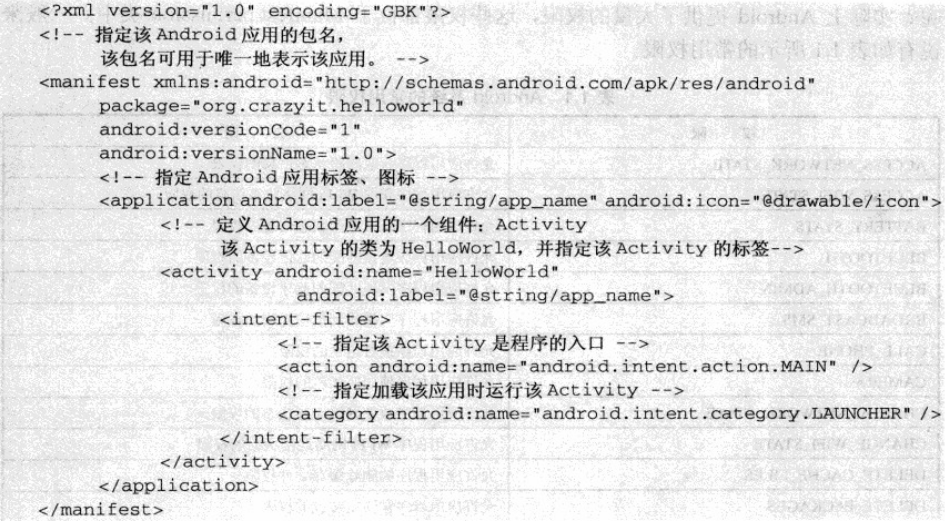 <?xml version="1.0" encoding="GBK"?>
<!-- 指定该 Android 应用的包名，
该包名可用于唯一地表示该应用。 -->
<manifest xmlns:android="http://schemas.android.com/apk/res/android"
package="org.crazyit.helloworld"
android:versionCode="1"
android:versionName="1.0">
<!-- 指定 Android 应用标签、图标 -->
<application android:label="@string/app_name" android:icon="@drawable/icon">
<!-- 定义 Android 应用的一个组件：Activity
该 Activity 的类为 HelloWorld，并指定该 Activity 的标签-->
<activity android:name="HelloWorld"
android:label="@string/app_name">
<intent-filter>
<!-- 指定该 Activity 是程序的入口 -->
<action android:name="android.intent.action.MAIN" />
<!-- 指定加载该应用时运行该 Activity -->
<category android:name="android.intent.category.LAUNCHER" />
</intent-filter>
</activity>
</application>
</manifest>